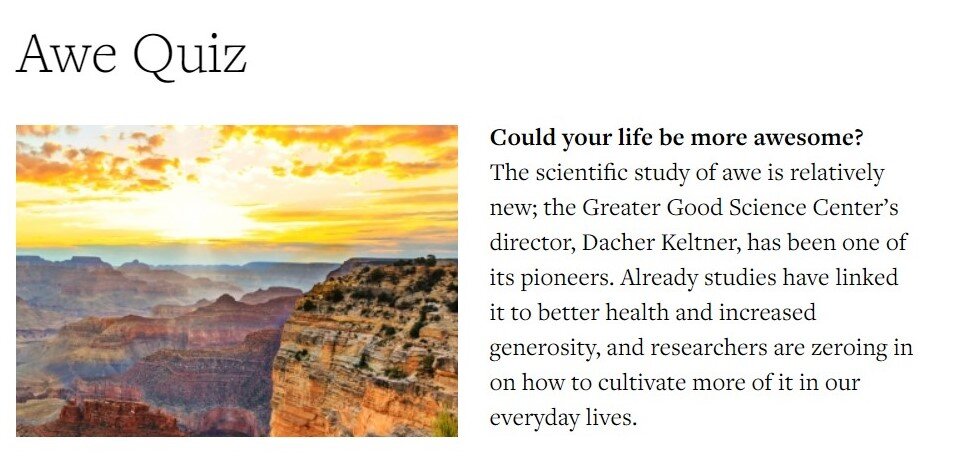 Awe Quiz
Could your life be more awesome?
The scientific study of awe is relatively
new; the Greater Good Science Center’s
director, Dacher Keltner, has been one of
its pioneers. Already studies have linked
it to better health and increased
generosity, and researchers are zeroing in
on how to cultivate more of it in our
everyday lives.